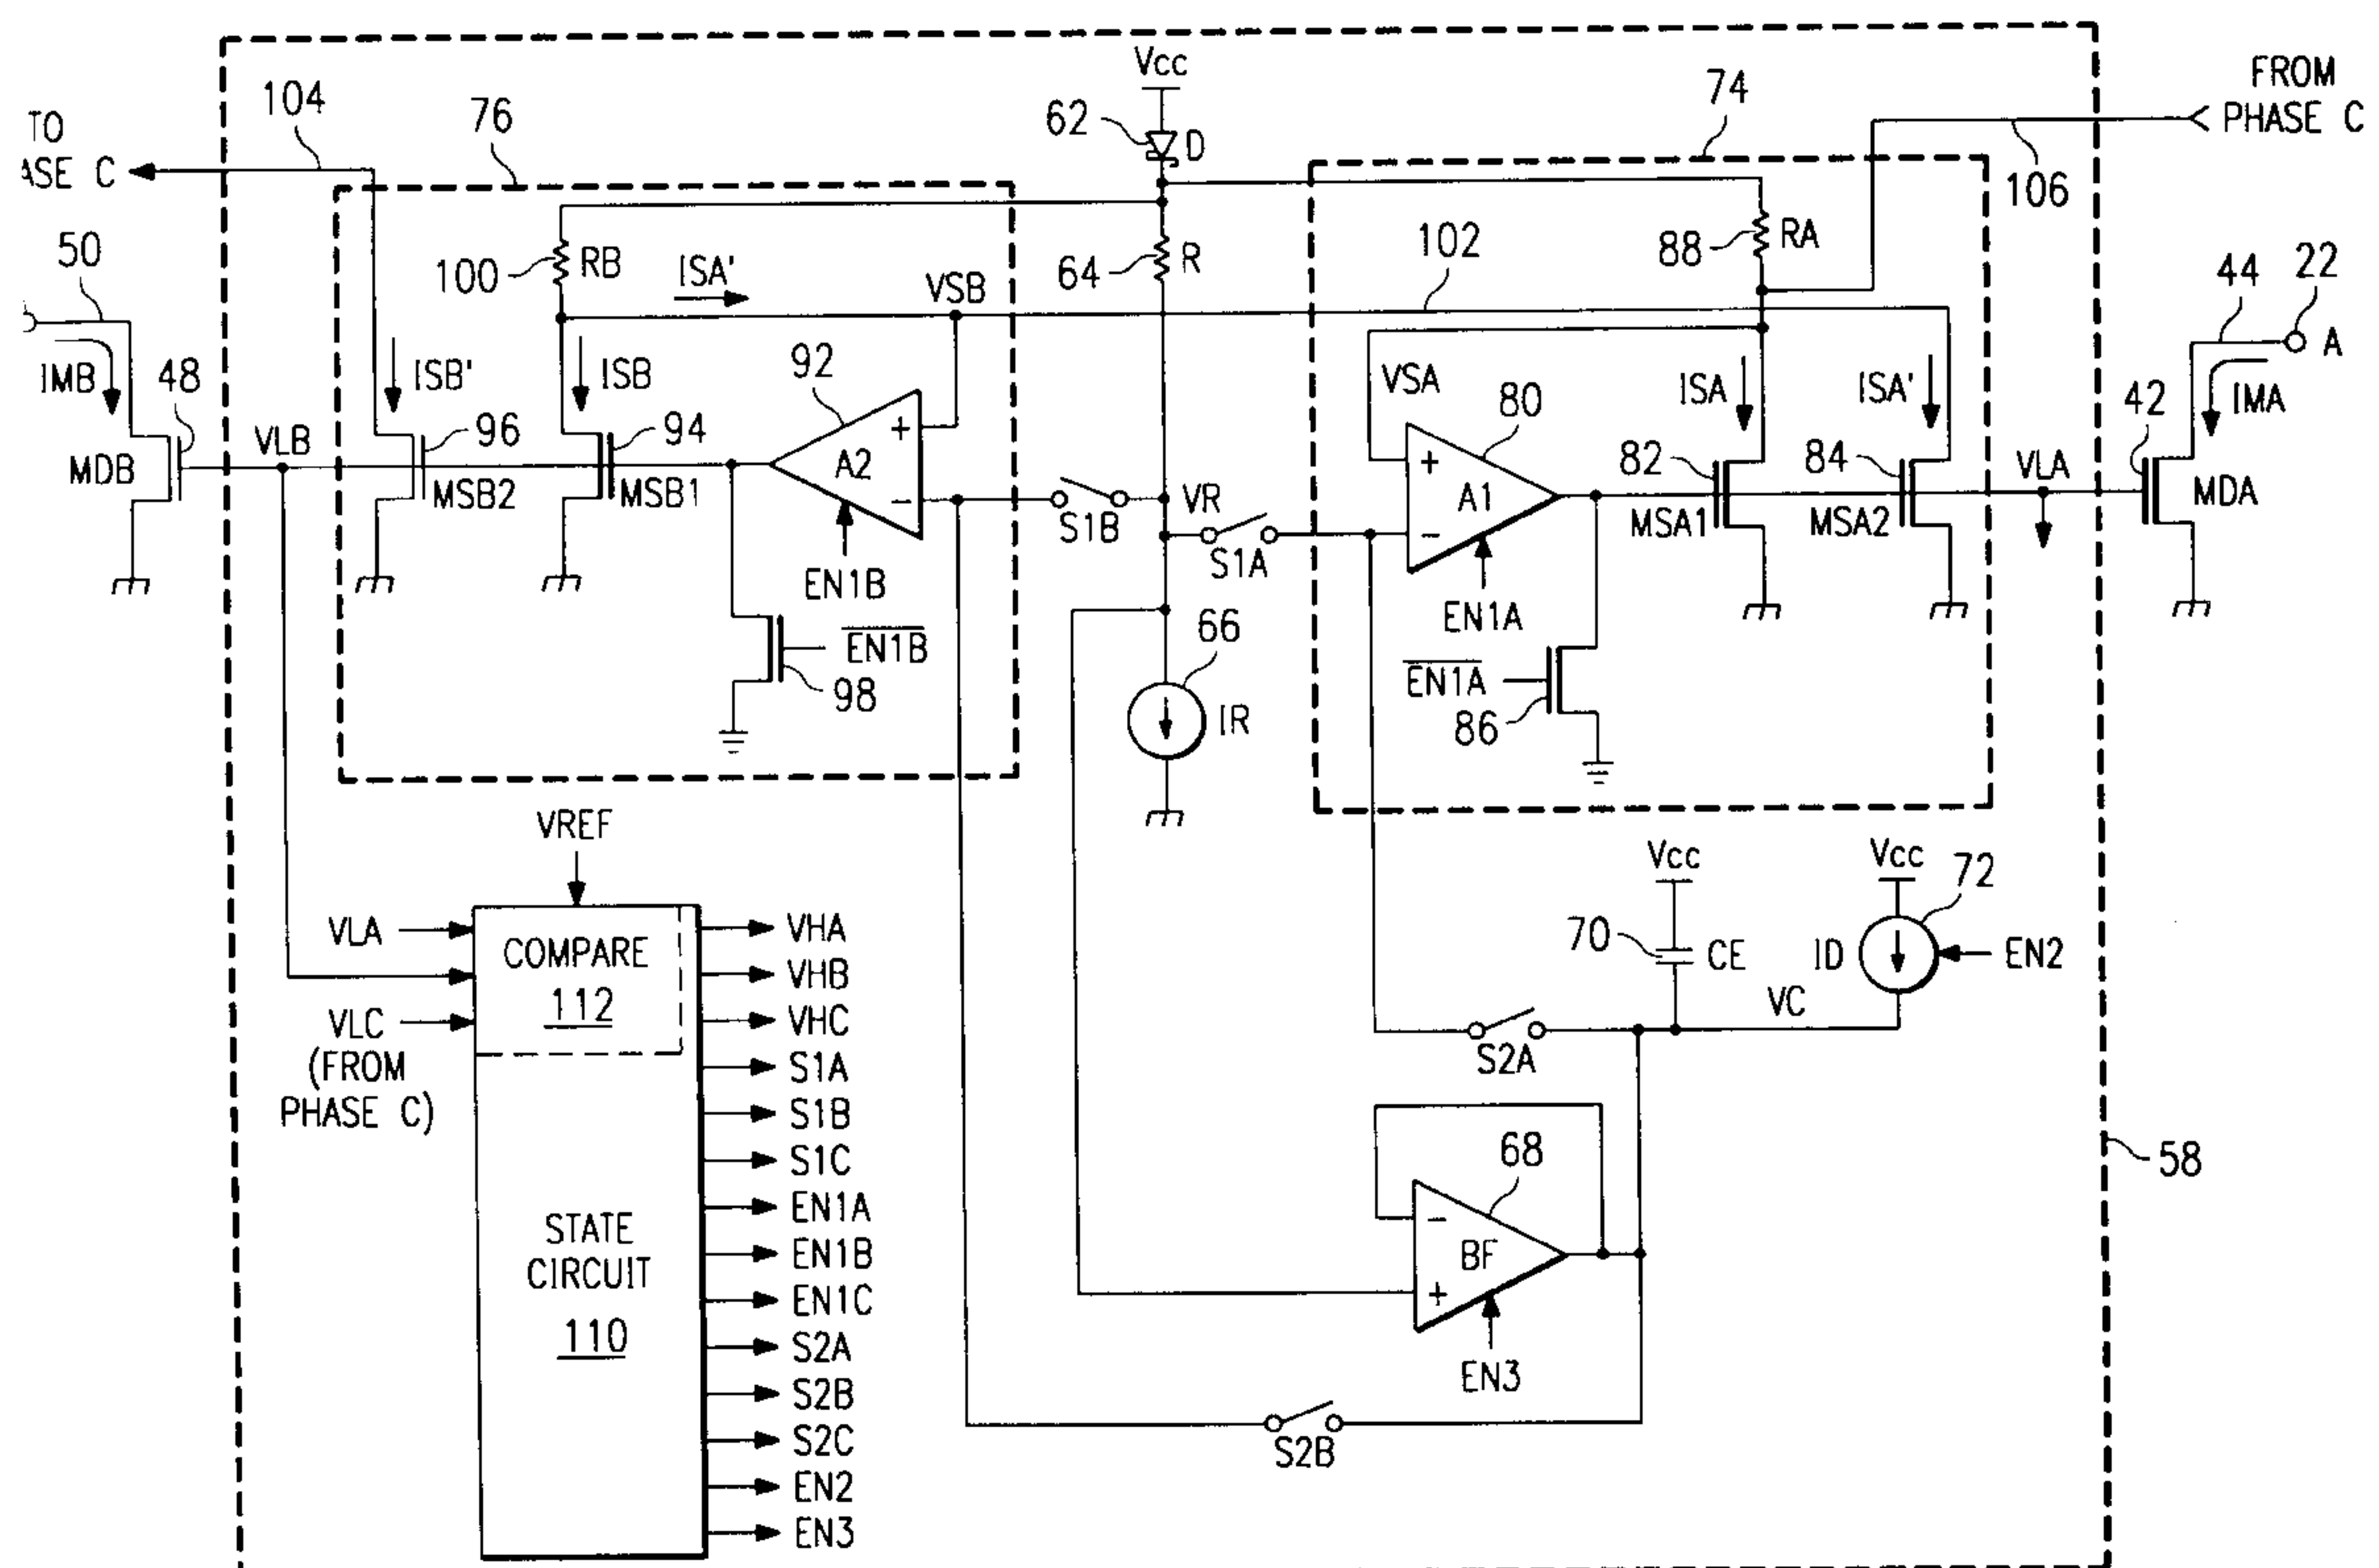 Vcc
FROM
PHASE C
TO
ASE C
104
76
62
D
74
106
50
100
RB
ISA'
VSB
64
R
102
88
RA
44
22
A
IMB
48
ISB'
ISB
92
VSA
80
ISA
ISA'
42
IMA
MDB
VLB
96
MSB2
94
MSB1
A2
+
−
S1B
VR
S1A
+
−
A1
82
MSA1
84
MSA2
VLA
MDA
EN1B
EN1B
98
66
IR
EN1A
EN1A
86
VREF
VLA
VLC
(FROM
PHASE C)
COMPARE
112
STATE
CIRCUIT
110
VHA
VHB
VHC
S1A
S1B
S1C
EN1A
EN1B
EN1C
S2A
S2B
S2C
EN2
EN3
Vcc
70
CE
Vcc
72
ID
EN2
VC
S2A
68
−
BF
+
EN3
S2B
58